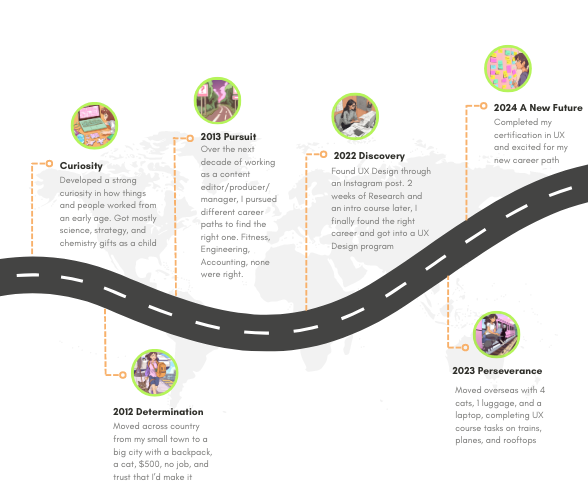 Curiosity
Developed a strong
curiosity in how things
and people worked from
an early age. Got mostly
science, strategy, and
chemistry gifts as a child
2012 Determination
Moved across country
from my small town to a
big city with a backpack,
a cat, $500, no job, and
trust that I'd make it
2013 Pursuit
Over the next
decade of working
as a content
editor/producer/
manager, I pursued
different career
paths to find the
right one. Fitness,
Engineering,
Accounting, none
were right.
2022 Discovery
Found UX Design through
an Instagram post. 2
weeks of Research and
an intro course later, I
finally found the right
career and got into a UX
Design program
2023 Perseverance
Moved overseas with 4
cats, 1 luggage, and a
laptop, completing UX
course tasks on trains,
planes, and rooftops
2024 A New Future
Completed my
certification in UX
and excited for my
new career path